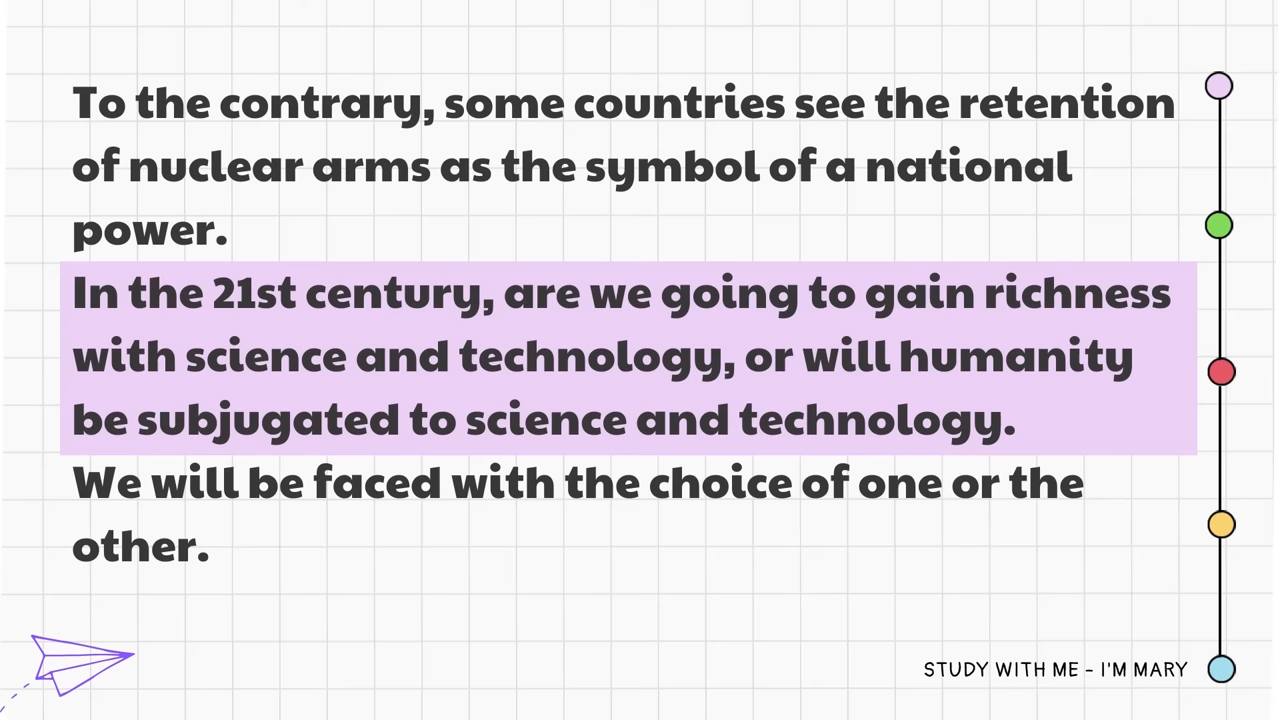 To the contrary, some countries see the retention
of nuclear arms as the symbol of a national
power.
In the 21st century, are we going to gain richness
with science and technology, or will humanity
be subjugated to science and technology.
We will be faced with the choice of one or the
other.
STUDY WITH ME - I'M MARY